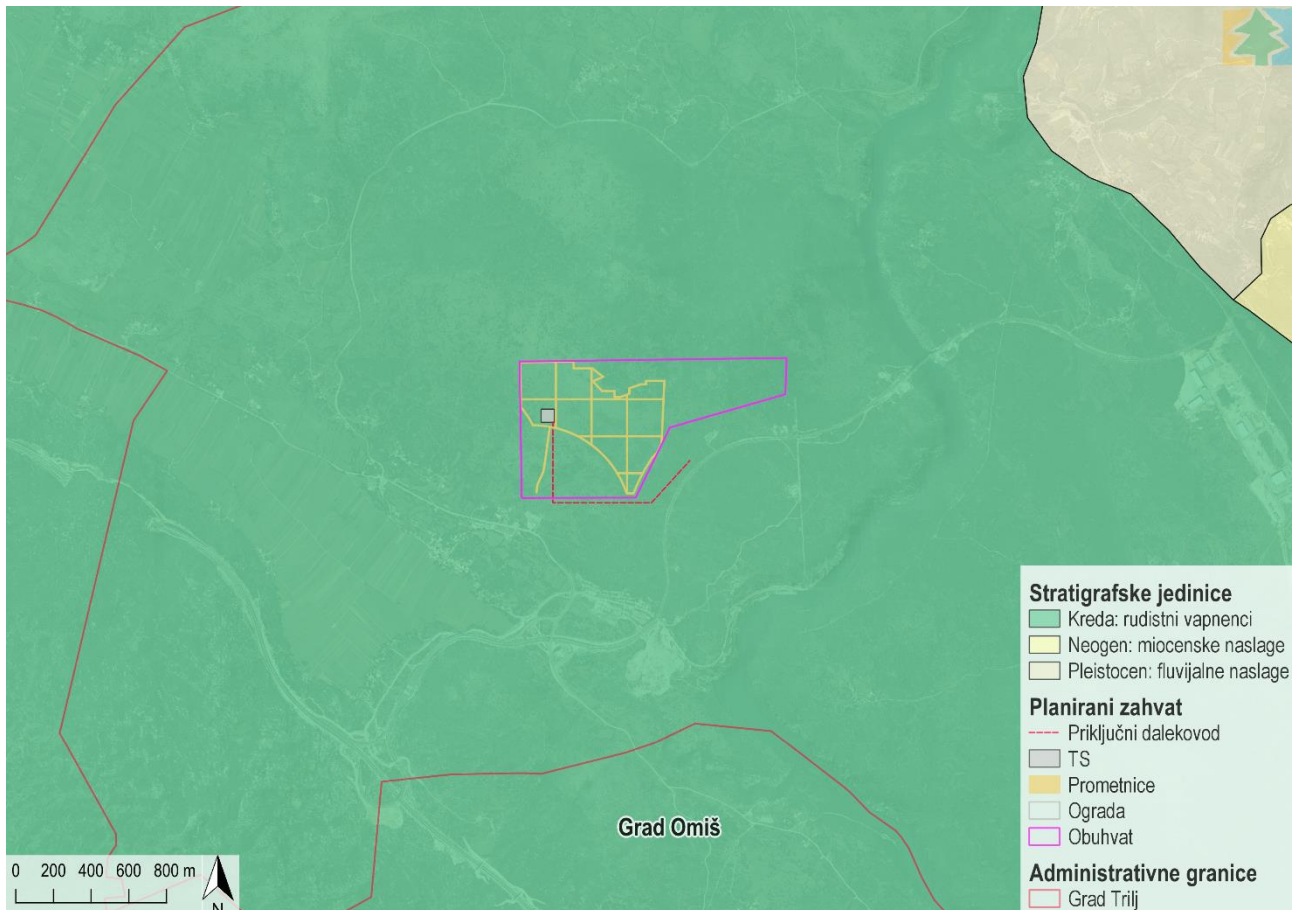 Grad Omiš
Stratigrafske jedinice
Kreda: rudistni vapnenci
Neogen: miocenske naslage
Pleistocen: fluvijalne naslage
Planirani zahvat
Priključni dalekovod
TS
Prometnice
Ograda
Obuhvat
Administrativne granice
Grad Trilj
0 200 400 600 800 m
N